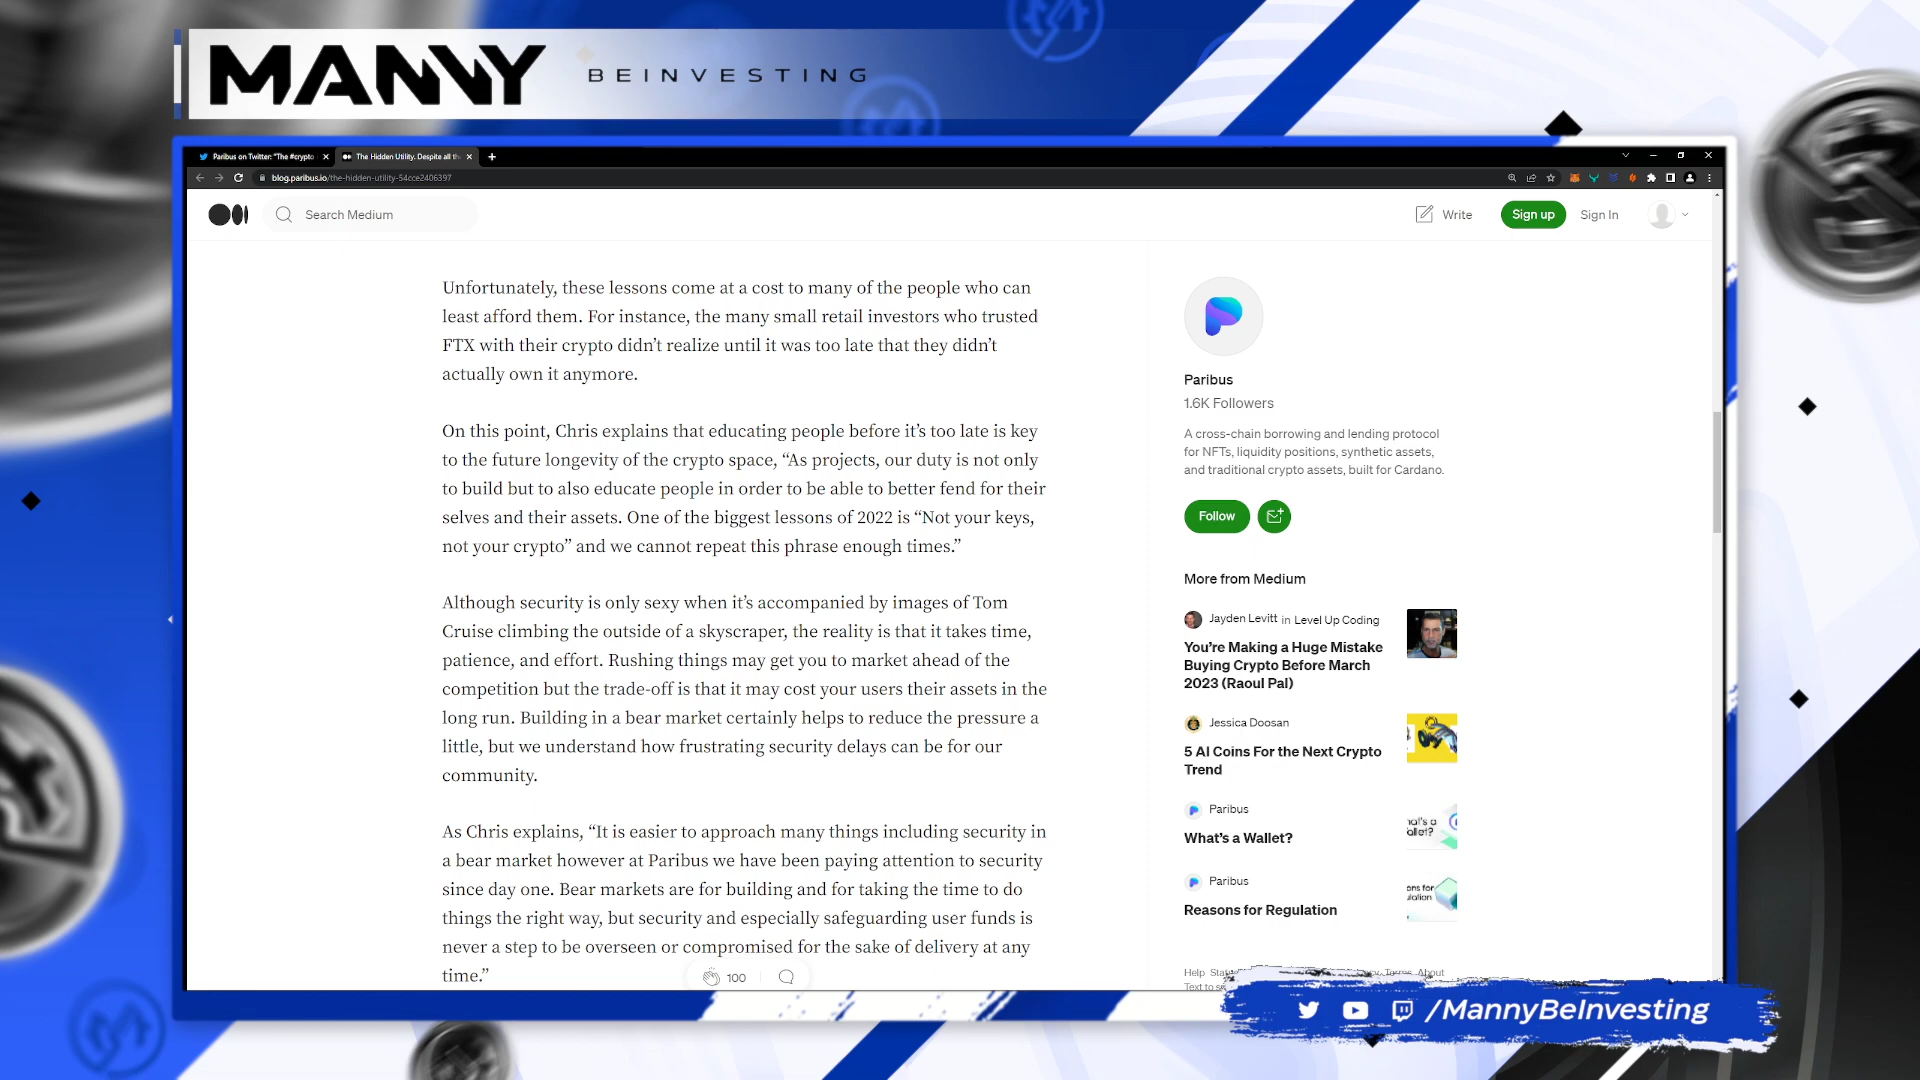 MANNY
BEINVESTING
Paribus on Twitter: "The #crypto
The Hidden Utility. Despite all th
blog.paribus.io/the-hidden-utility-54cce2406397
Search Medium
Write
Sign up
Sign In
Unfortunately, these lessons come at a cost to many of the people who can
least afford them. For instance, the many small retail investors who trusted
FTX with their crypto didn’t realize until it was too late that they didn’t
actually own it anymore.
On this point, Chris explains that educating people before it’s too late is key
to the future longevity of the crypto space, “As projects, our duty is not only
to build but to also educate people in order to be able to better fend for their
selves and their assets. One of the biggest lessons of 2022 is “Not your keys,
not your crypto” and we cannot repeat this phrase enough times.”
Although security is only sexy when it’s accompanied by images of Tom
Cruise climbing the outside of a skyscraper, the reality is that it takes time,
patience, and effort. Rushing things may get you to market ahead of the
competition but the trade-off is that it may cost your users their assets in the
long run. Building in a bear market certainly helps to reduce the pressure a
little, but we understand how frustrating security delays can be for our
community.
As Chris explains, “It is easier to approach many things including security in
a bear market however at Paribus we have been paying attention to security
since day one. Bear markets are for building and for taking the time to do
things the right way, but security and especially safeguarding user funds is
never a step to be overseen or compromised for the sake of delivery at any
time.”
100
Paribus
1.6K Followers
A cross-chain borrowing and lending protocol
for NFTs, liquidity positions, synthetic assets,
and traditional crypto assets, built for Cardano.
Follow
More from Medium
Jayden Levitt in Level Up Coding
You’re Making a Huge Mistake
Buying Crypto Before March
2023 (Raoul Pal)
Jessica Doosan
5 AI Coins For the Next Crypto
Trend
Paribus
What’s a Wallet?
Paribus
Reasons for Regulation
Help
Terms About
Text to
/MannyBeInvesting